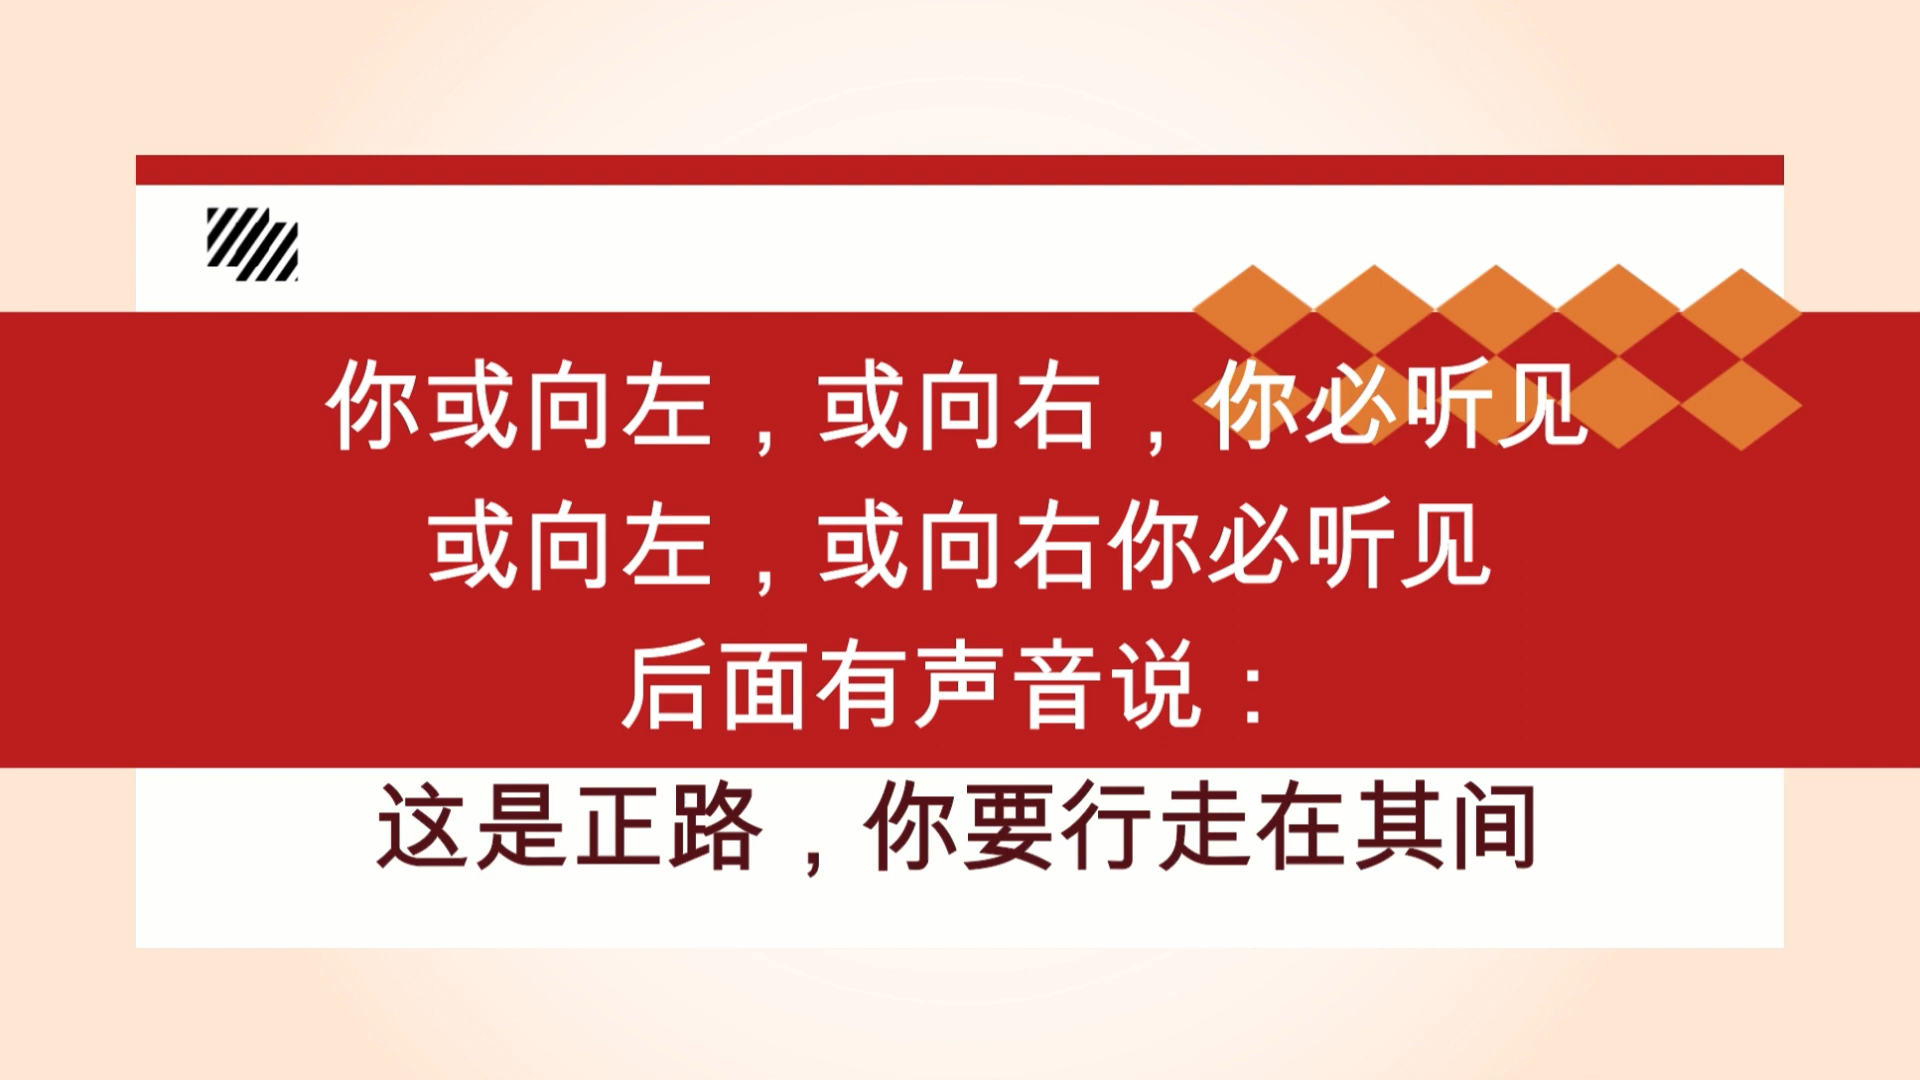 你或向左，或向右，你必听见
或向左，或向右你必听见
后面有声音说：
这是正路，你要行走在其间